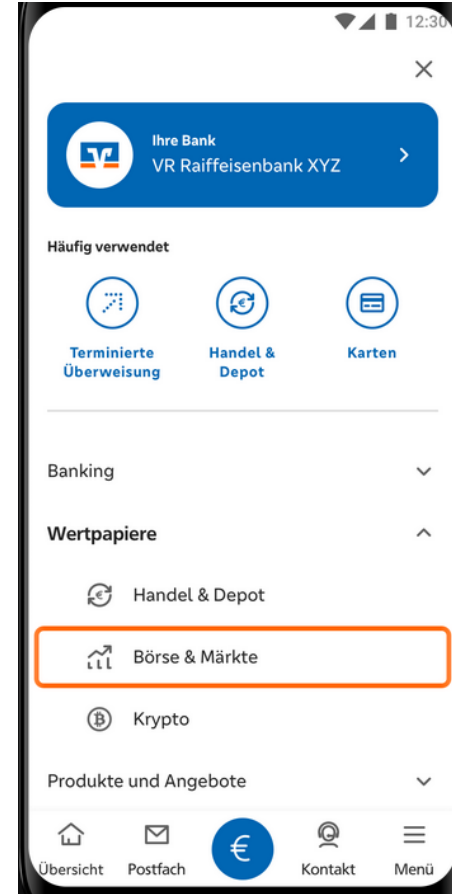 12:30
Ihre Bank
VR Raiffeisenbank XYZ
Häufig verwendet
Terminierte Überweisung
Handel & Depot
Karten
Banking
Wertpapiere
Handel & Depot
Börse & Märkte
Krypto
Produkte und Angebote
€
Übersicht
Postfach
Kontakt
Menü